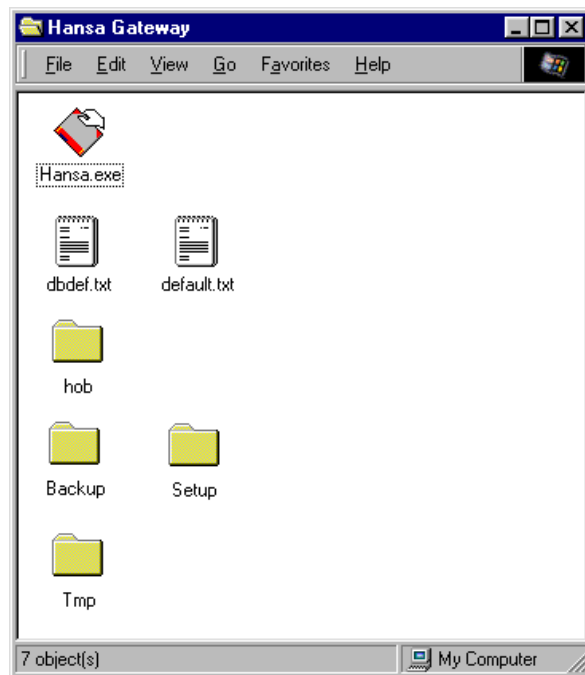 Hansa Gateway
File Edit View Go Favorites Help
Hansa.exe
dbdef.txt default.txt
hob
Backup Setup
Tmp
7 object(s) My Computer